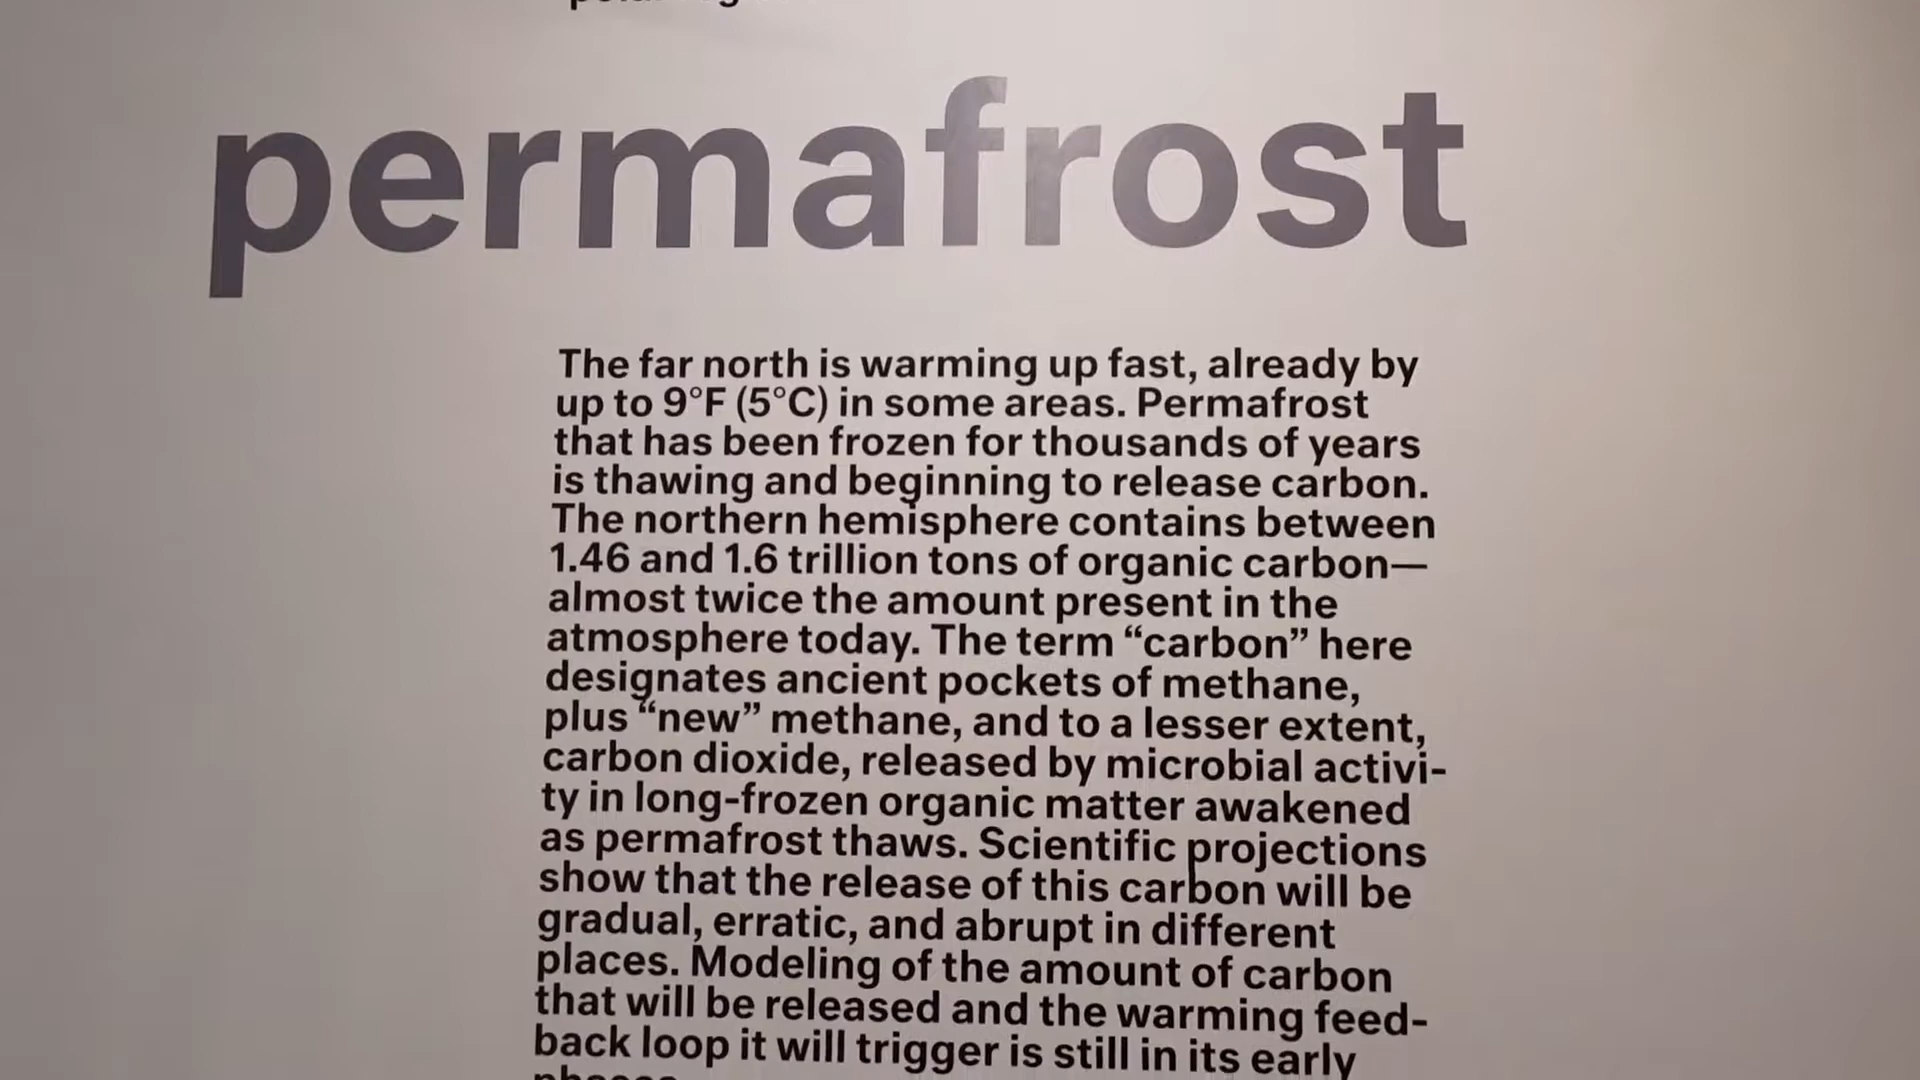 permafrost
The far north is warming up fast, already by
up to 9°F (5°C) in some areas. Permafrost
that has been frozen for thousands of years
is thawing and beginning to release carbon.
The northern hemisphere contains between
1.46 and 1.6 trillion tons of organic carbon—
almost twice the amount present in the
atmosphere today. The term “carbon” here
designates ancient pockets of methane,
plus “new” methane, and to a lesser extent,
carbon dioxide, released by microbial activi-
ty in long-frozen organic matter awakened
as permafrost thaws. Scientific projections
show that the release of this carbon will be
gradual, erratic, and abrupt in different
places. Modeling of the amount of carbon
that will be released and the warming feed-
back loop it will trigger is still in its early